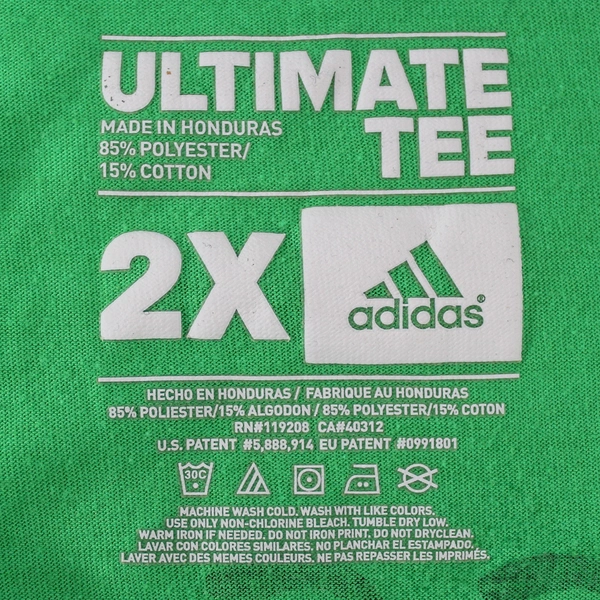 ULTIMATE
TEE
MADE IN HONDURAS
85% POLYESTER/
15% COTTON
2X
adidas®
HECHO EN HONDURAS / FABRIQUE AU HONDURAS
85% POLIESTER/15% ALGODON / 85% POLYESTER/15% COTON
RN#119208 CA#40312
U.S. PATENT #5,888,914 EU PATENT #0991801
30C
MACHINE WASH COLD. WASH WITH LIKE COLORS.
USE ONLY NON-CHLORINE BLEACH. TUMBLE DRY LOW.
WARM IRON IF NEEDED. DO NOT IRON PRINT. DO NOT DRYCLEAN.
LAVAR CON COLORES SIMILARES. NO PLANCHAR EL ESTAMPADO.
LAVER AVEC DES MEMES COULEURS. NE PAS REPASSER LES IMPRIMÉS.